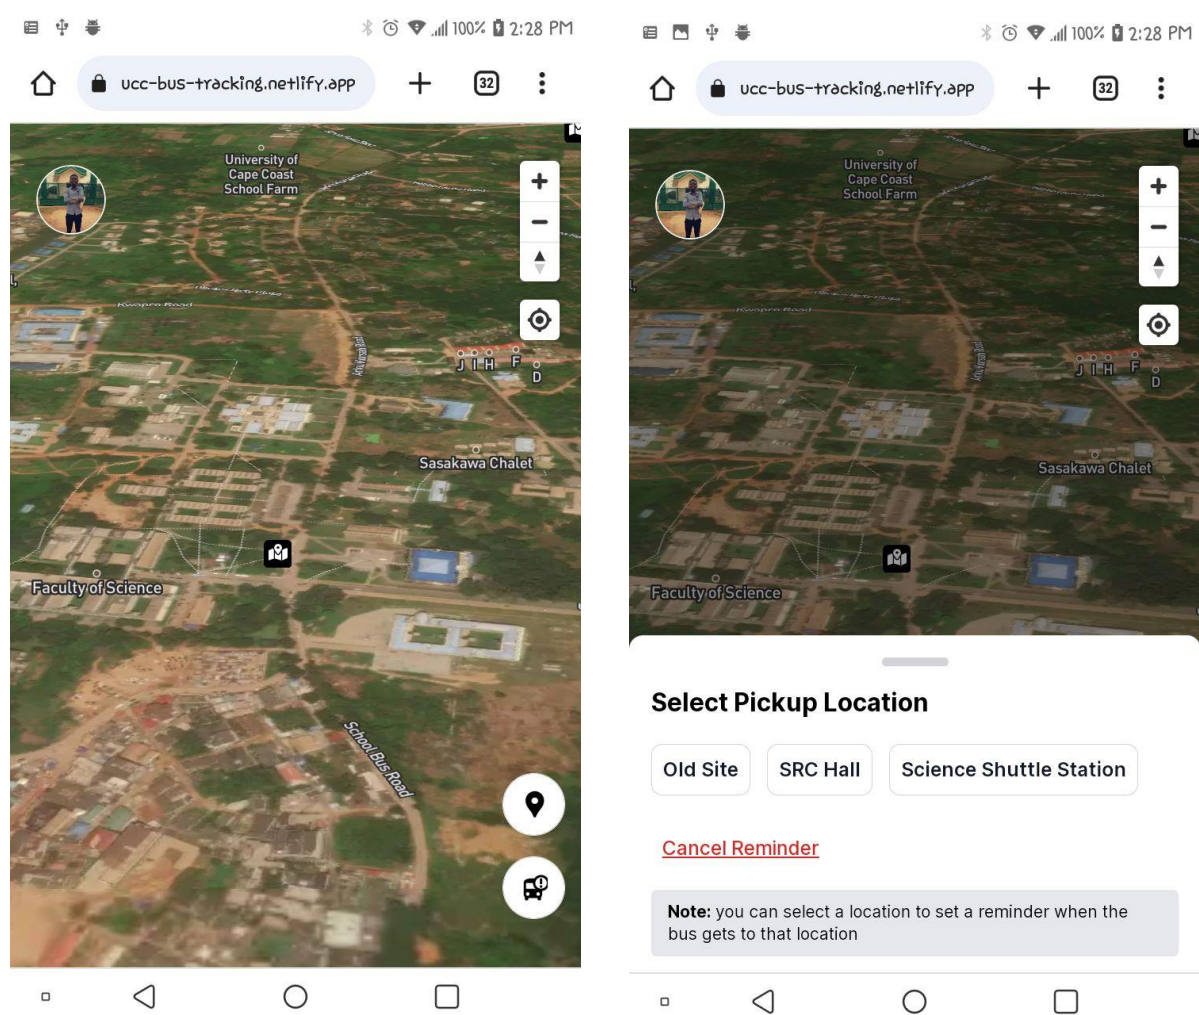 100% 2:28 PM
ucc-bus-tracking.netlify.app
32
University of
Cape Coast
School Farm
Kwapro Road
J I H F
D
Sasakawa Chalet
Faculty of Science
School Bus Road
100% 2:28 PM
ucc-bus-tracking.netlify.app
32
University of
Cape Coast
School Farm
Kwapro Road
J I H F
D
Sasakawa Chalet
Faculty of Science
Select Pickup Location
Old Site SRC Hall Science Shuttle Station
Cancel Reminder
Note: you can select a location to set a reminder when the
bus gets to that location